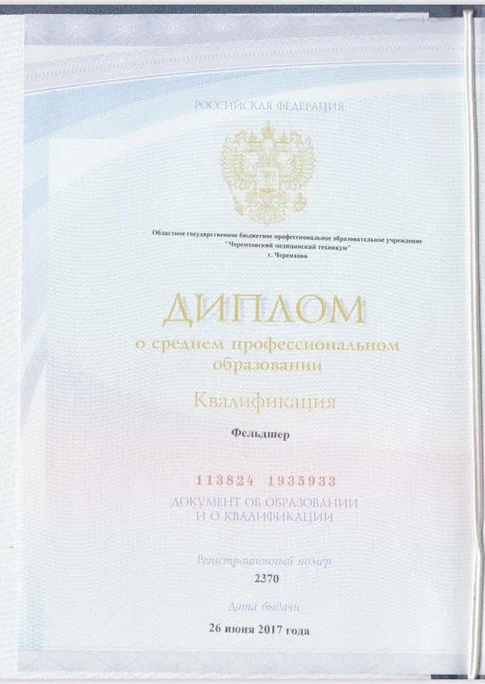 РОССИЙСКАЯ ФЕДЕРАЦИЯ
Областное государственное бюджетное профессиональное образовательное учреждение
"Черемховский медицинский техникум"
г. Черемхово
ДИПЛОМ
о среднем профессиональном
образовании
Квалификация
Фельдшер
113824 1935933
ДОКУМЕНТ ОБ ОБРАЗОВАНИИ
И О КВАЛИФИКАЦИИ
Регистрационный номер
2370
Дата выдачи
26 июня 2017 года